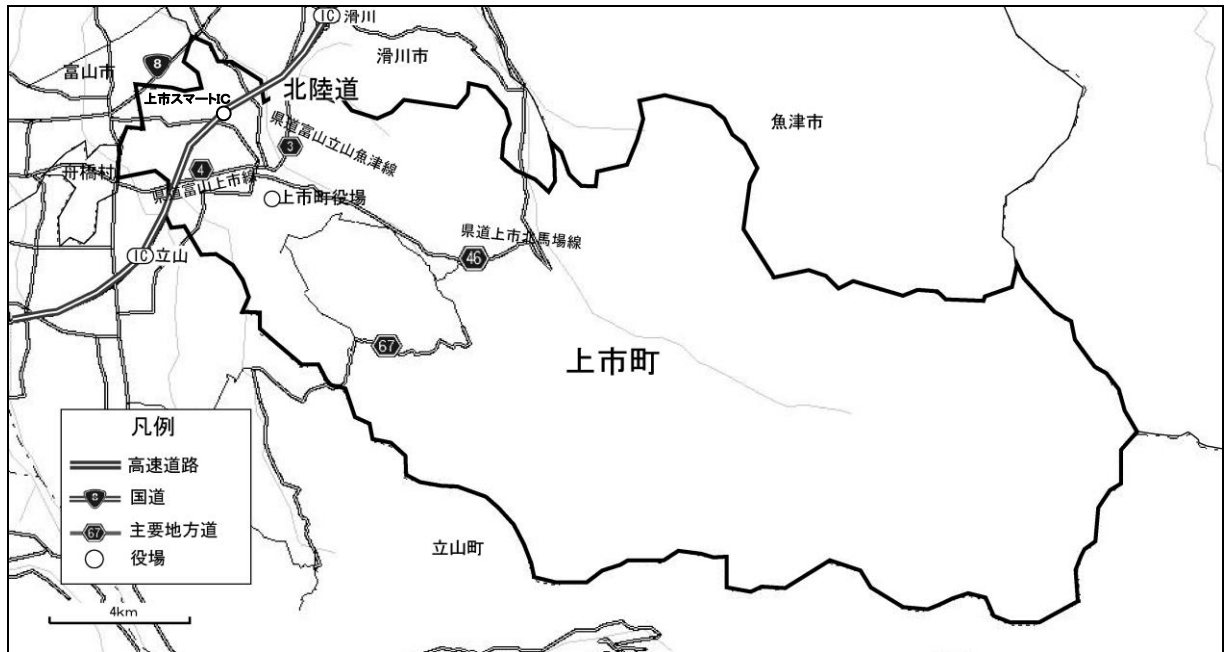 IC 滑川
滑川市
富山市
8
上市スマートIC
北陸道
魚津市
県道富山立山魚津線
3
舟橋村
4
県道富山上市線
上市町役場
県道上市北馬場線
46
IC 立山
67
上市町
凡例
高速道路
8 国道
67 主要地方道
役場
立山町
4km